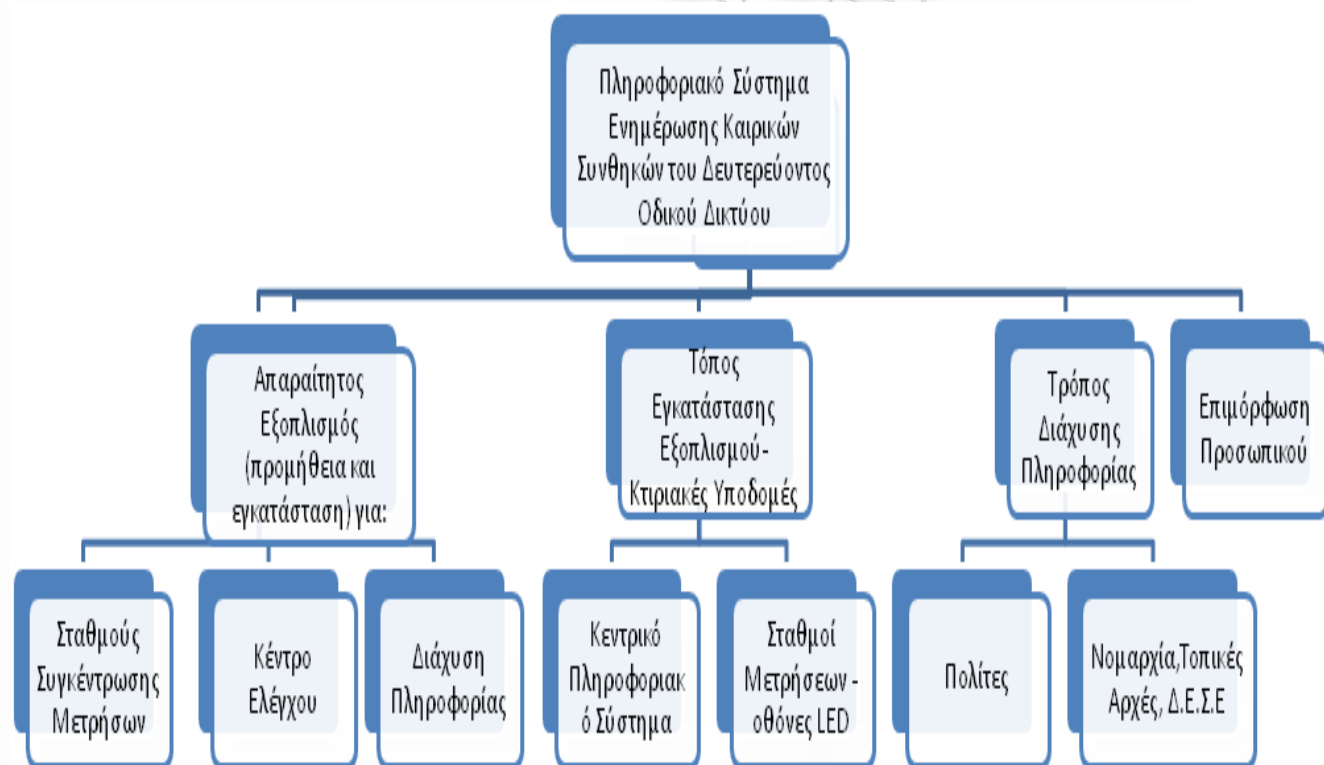 Πληροφοριακό Σύστημα
Ενημέρωσης Καιρικών
Συνθηκών του Δευτερεύοντος
Οδικού Δικτύου
Απαραίτητος
Εξοπλισμός
(προμήθεια και
εγκατάσταση) για:
Τόπος
Εγκατάστασης
Εξοπλισμού-
Κτιριακές Υποδομές
Τρόπος
Διάχυσης
Πληροφορίας
Επιμόρφωση
Προσωπικού
Σταθμούς
Συγκέντρωσης
Μετρήσων
Κέντρο
Ελέγχου
Διάχυση
Πληροφορίας
Κεντρικό
Πληροφοριακ
ό Σύστημα
Σταθμοί
Μετρήσεων -
οθόνες LED
Πολίτες
Νομαρχία,Τοπικές
Αρχές, Δ.Ε.Σ.Ε